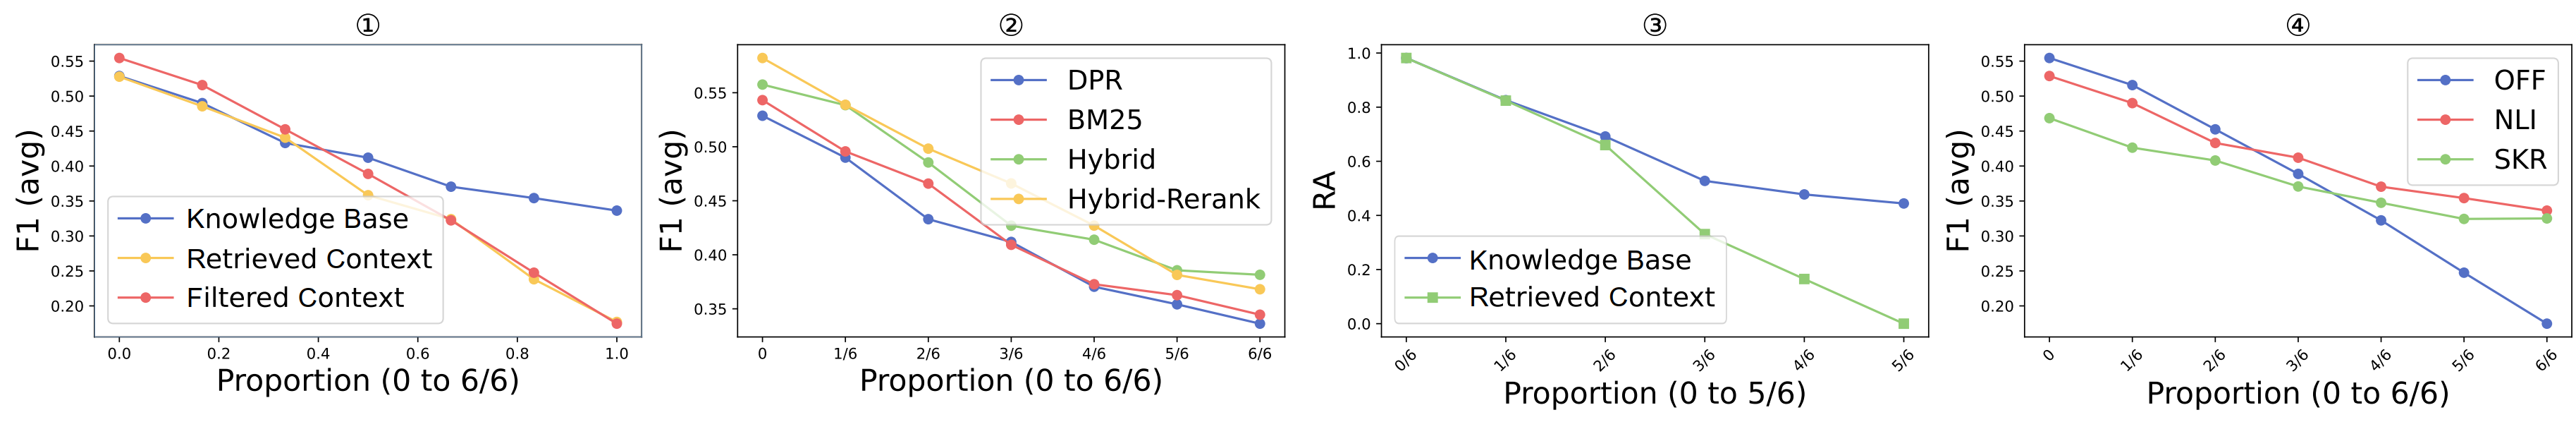 ①
F1 (avg)
0.55
0.50
0.45
0.40
0.35
0.30
0.25
0.20
Knowledge Base
Retrieved Context
Filtered Context
0.0 0.2 0.4 0.6 0.8 1.0
Proportion (0 to 6/6)
②
F1 (avg)
0.55
0.50
0.45
0.40
0.35
DPR
BM25
Hybrid
Hybrid-Rerank
0 1/6 2/6 3/6 4/6 5/6 6/6
Proportion (0 to 6/6)
③
RA
1.0
0.8
0.6
0.4
0.2
0.0
Knowledge Base
Retrieved Context
0/6 1/6 2/6 3/6 4/6 5/6
Proportion (0 to 5/6)
④
F1 (avg)
0.55
0.50
0.45
0.40
0.35
0.30
0.25
0.20
OFF
NLI
SKR
0 1/6 2/6 3/6 4/6 5/6 6/6
Proportion (0 to 6/6)